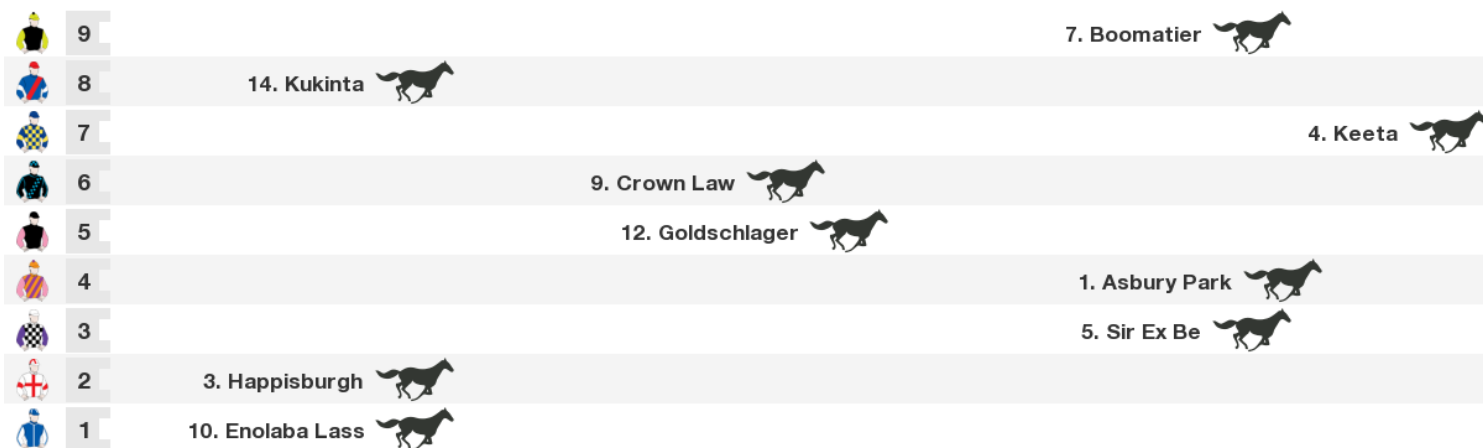 9 7. Boomatier
8 14. Kukinta
7 4. Keeta
6 9. Crown Law
5 12. Goldschlager
4 1. Asbury Park
3 5. Sir Ex Be
2 3. Happisburgh
1 10. Enolaba Lass